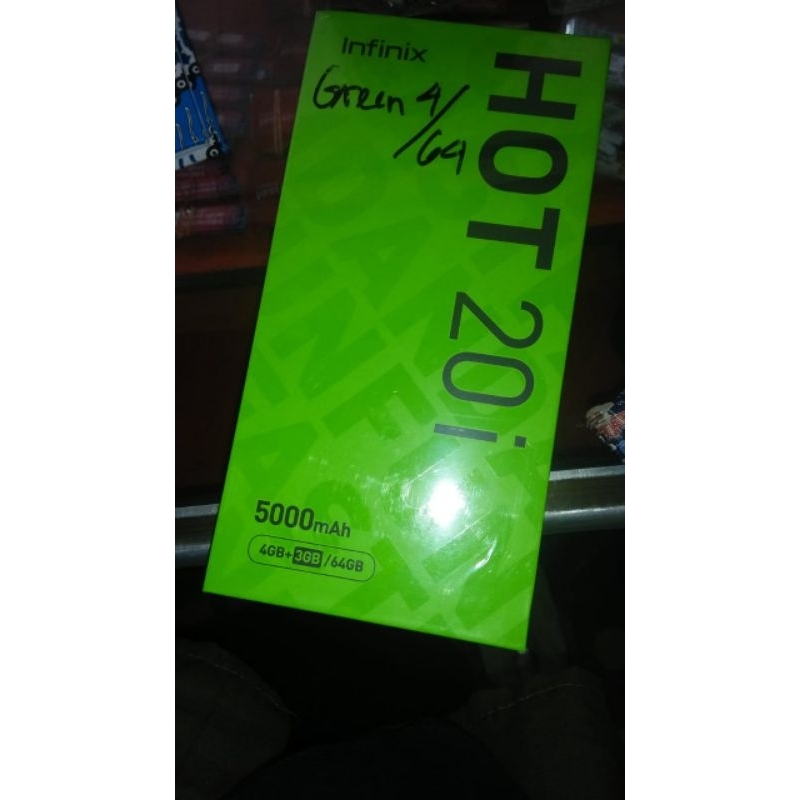 Infinix
Green 4/
/64
HOT 20i
5000mAh
4GB+3GB/64GB